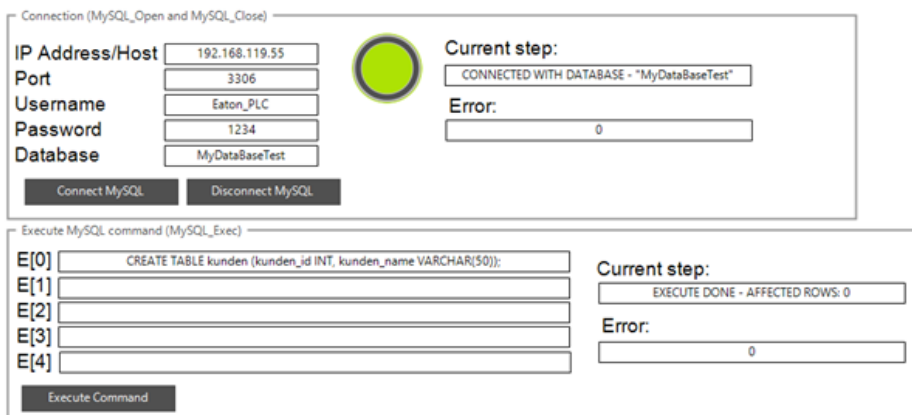 Connection (MySQL_Open and MySQL_Close)
IP Address/Host 192.168.119.55
Port 3306
Username Eaton_PLC
Password 1234
Database MyDataBaseTest
Connect MySQL Disconnect MySQL
Current step:
CONNECTED WITH DATABASE - "MyDataBaseTest"
Error:
0
Execute MySQL command (MySQL_Exec)
E[0] CREATE TABLE kunden (kunden_id INT, kunden_name VARCHAR(50));
E[1]
E[2]
E[3]
E[4]
Execute Command
Current step:
EXECUTE DONE - AFFECTED ROWS: 0
Error:
0